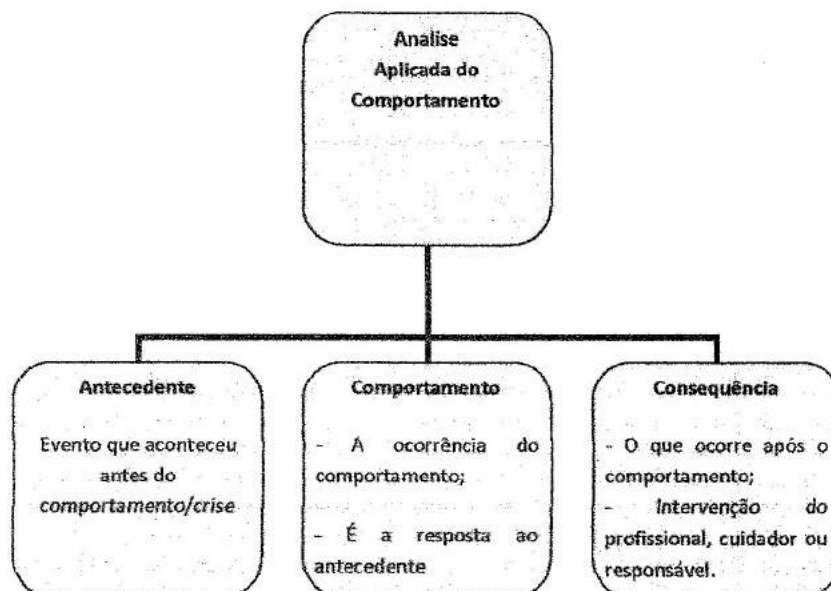 Analise
Aplicada do
Comportamento
Antecedente
Evento que aconteceu
antes do
comportamento/crise
Comportamento
- A ocorrência do
comportamento;
- É a resposta ao
antecedente
Consequência
- O que ocorre após o
comportamento;
- Intervenção do
profissional, cuidador ou
responsável.